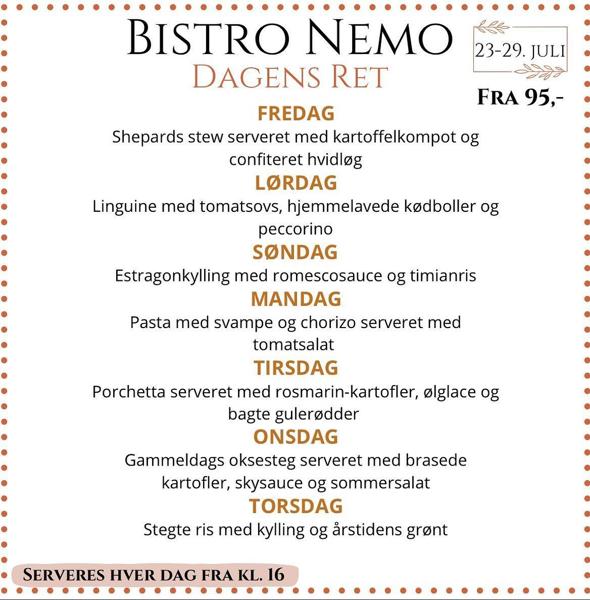 BISTRO NEMO
DAGENS RET
23-29. JULI
FRA 95,-
FREDAG
Shepards stew serveret med kartoffelkompot og
confiteret hvidløg
LØRDAG
Linguine med tomatsovs, hjemmelavede kødboller og
peccorino
SØNDAG
Estragonkylling med romescosauce og timianris
MANDAG
Pasta med svampe og chorizo serveret med
tomatsalat
TIRSDAG
Porchetta serveret med rosmarin-kartofler, ølglace og
bagte gulerødder
ONSDAG
Gammeldags oksesteg serveret med brasede
kartofler, skysauce og sommersalat
TORSDAG
Stegte ris med kylling og årstidens grønt
SERVERES HVER DAG FRA KL. 16